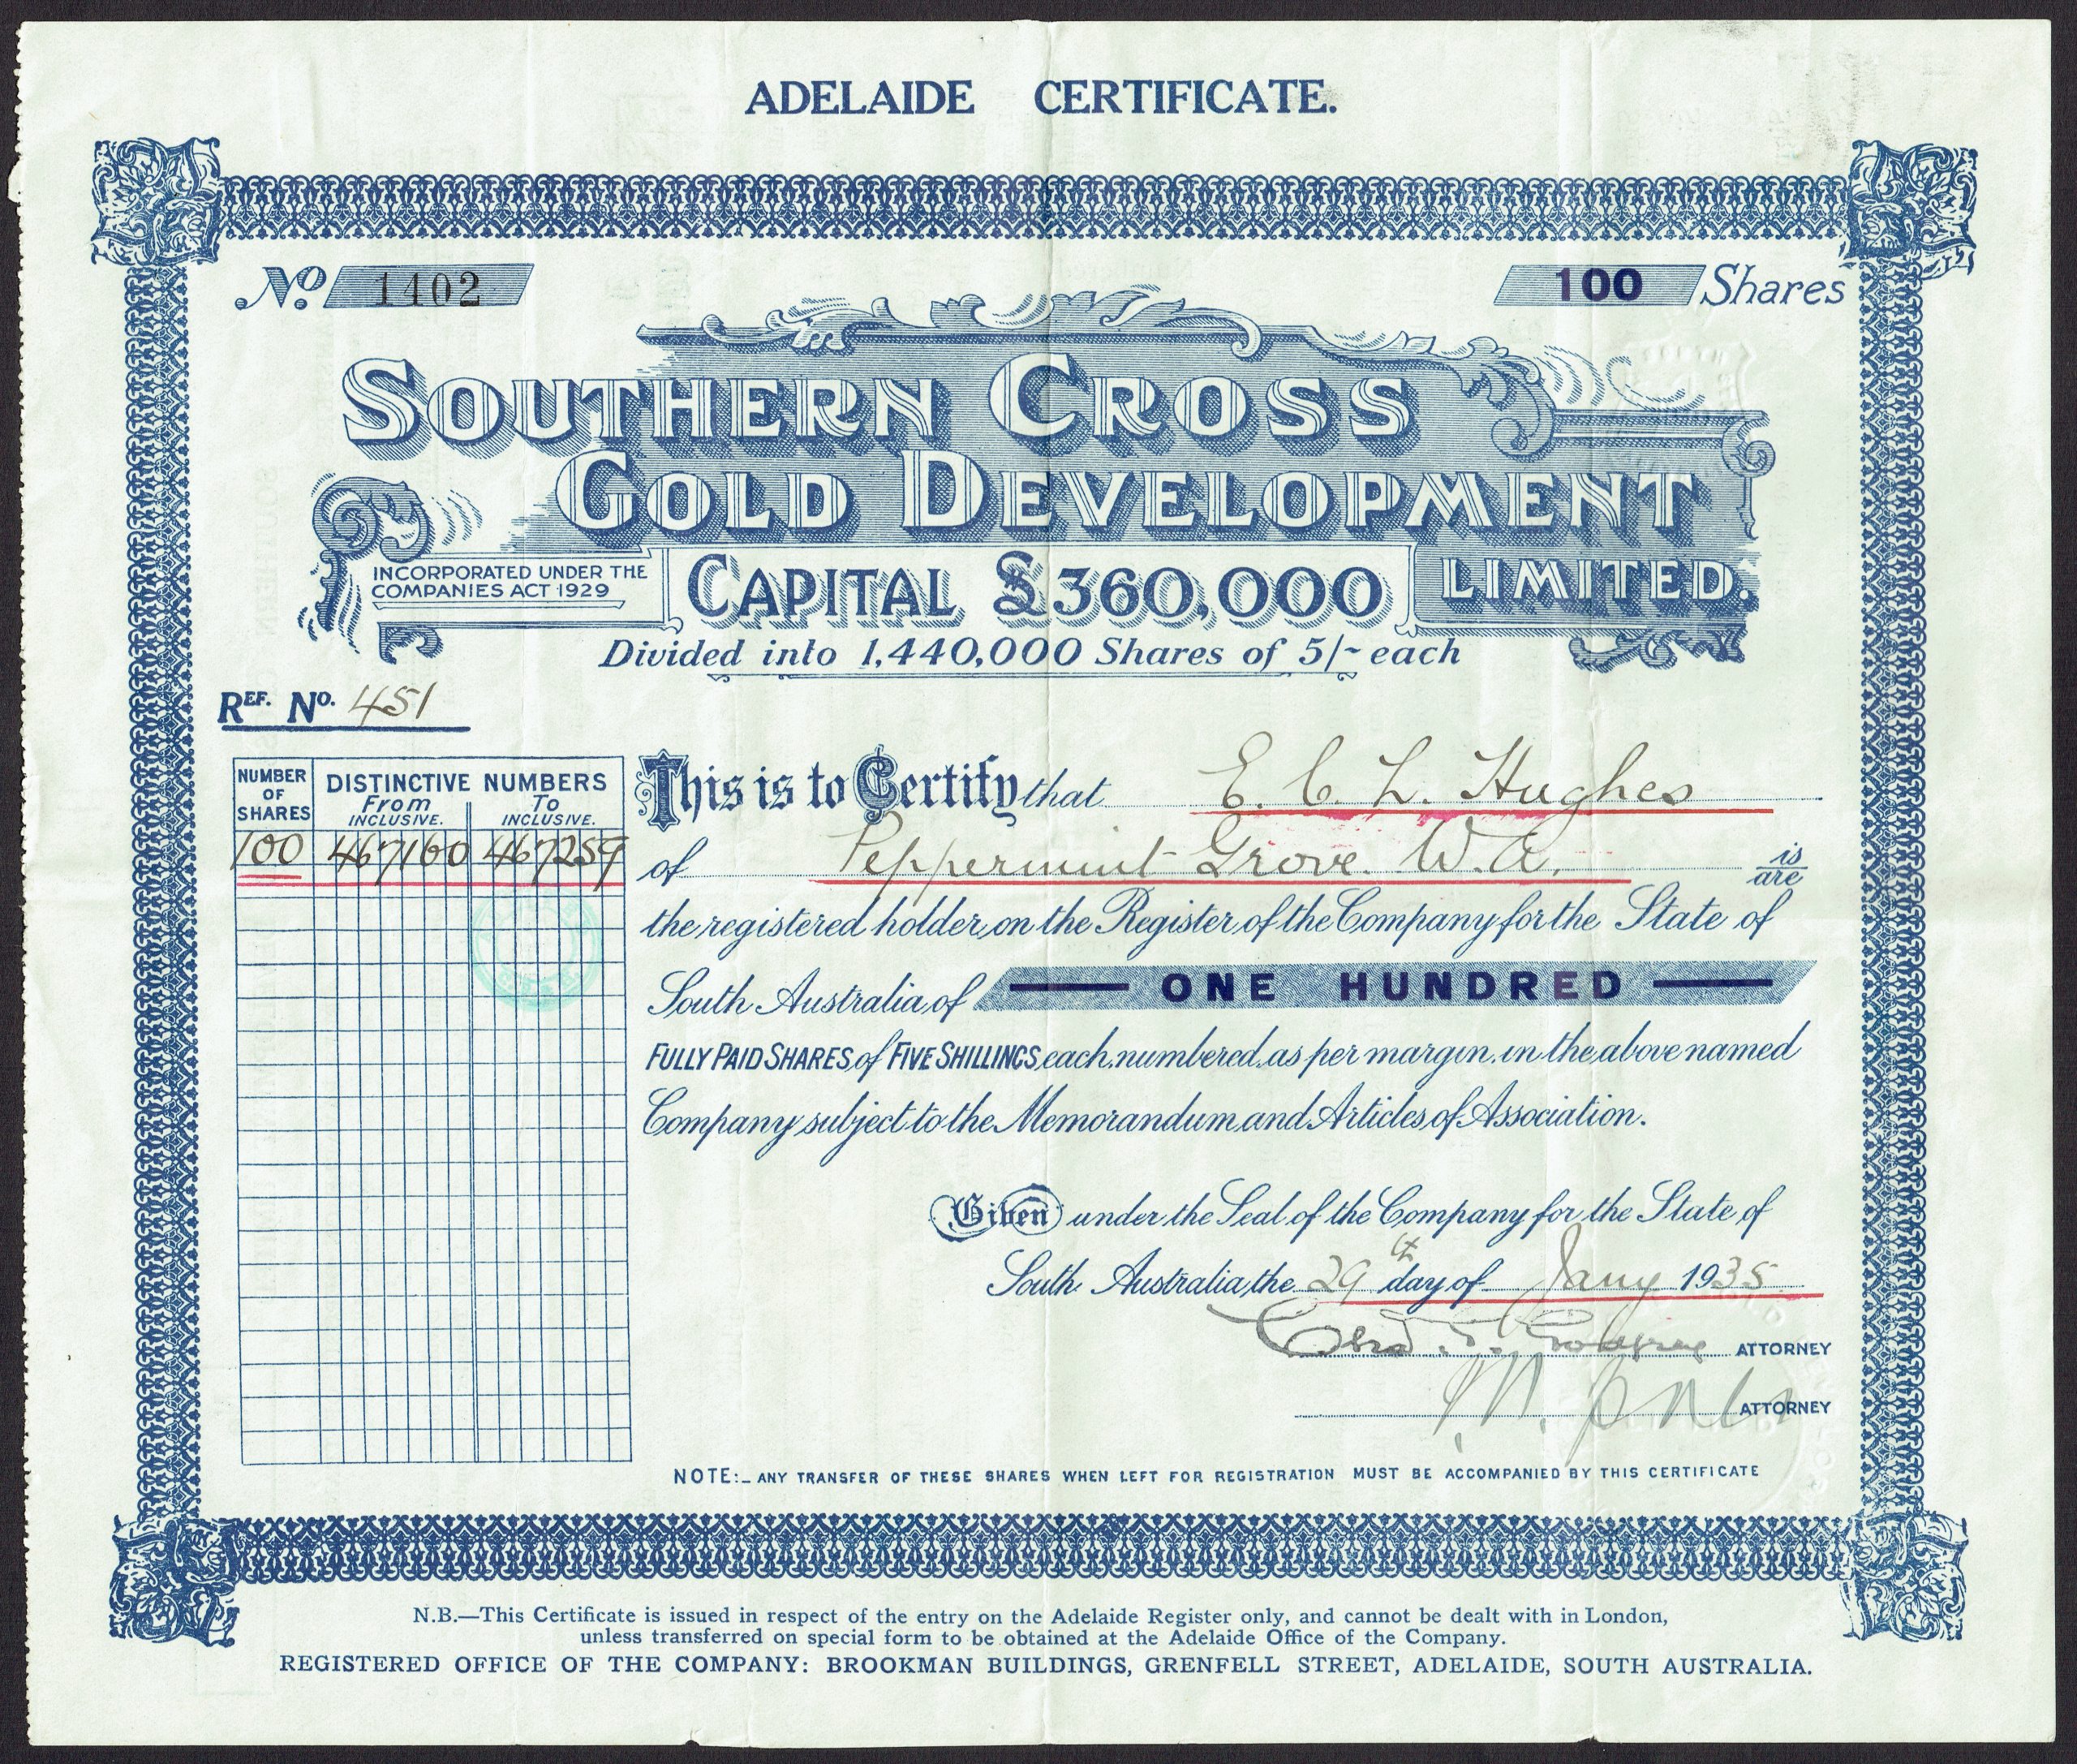 ADELAIDE CERTIFICATE.
No. 1402
100 Shares
SOUTHERN CROSS
GOLD DEVELOPMENT
LIMITED.
INCORPORATED UNDER THE
COMPANIES ACT 1929
CAPITAL £360,000
Divided into 1,440,000 Shares of 5/- each
REF. NO. 451
NUMBER OF SHARES
DISTINCTIVE NUMBERS
From INCLUSIVE.
To INCLUSIVE.
100 467160 467259
This is to Certify that E. C. L. Hughes
of Peppermint Grove. W.A. is are
the registered holder, on the Register of the Company for the State of
South Australia, of ONE HUNDRED
FULLY PAID SHARES of FIVE SHILLINGS each, numbered, as per margin, in the above named
Company subject to the Memorandum and Articles of Association.
Given under the Seal of the Company for the State of
South Australia, the 29th day of Jany 1935
ATTORNEY
ATTORNEY
NOTE:- ANY TRANSFER OF THESE SHARES WHEN LEFT FOR REGISTRATION MUST BE ACCOMPANIED BY THIS CERTIFICATE
N.B.—This Certificate is issued in respect of the entry on the Adelaide Register only, and cannot be dealt with in London,
unless transferred on special form to be obtained at the Adelaide Office of the Company.
REGISTERED OFFICE OF THE COMPANY: BROOKMAN BUILDINGS, GRENFELL STREET, ADELAIDE, SOUTH AUSTRALIA.